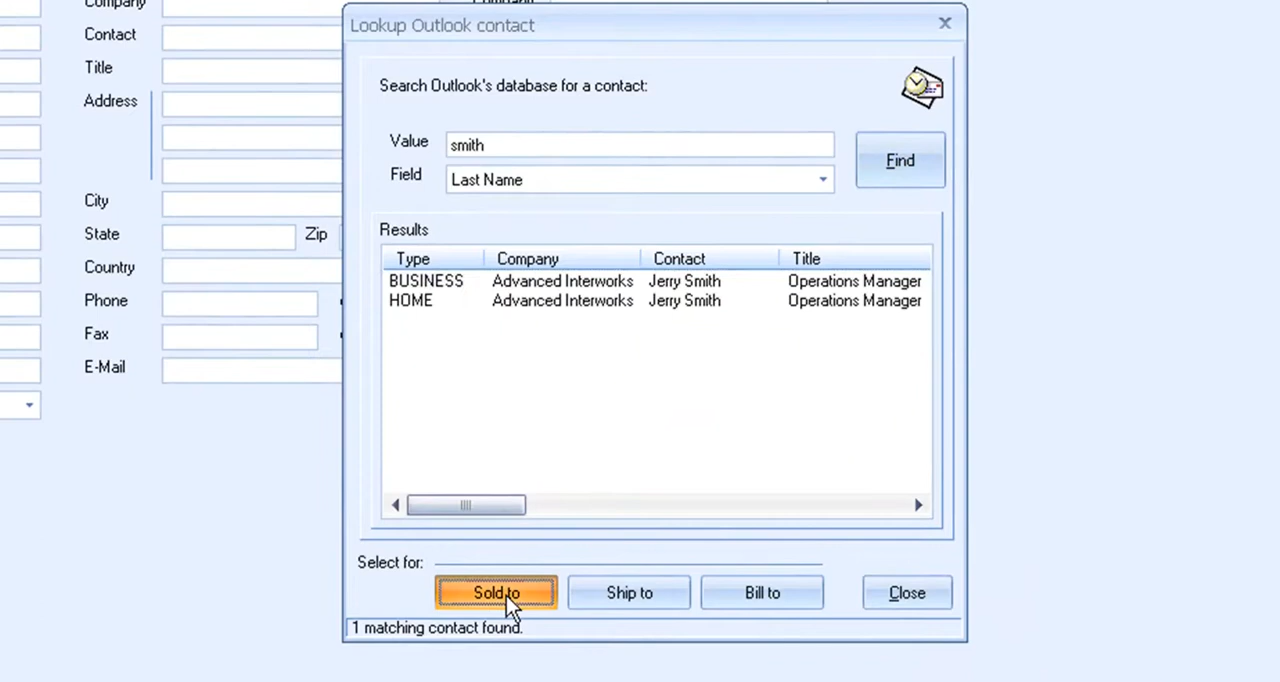 Company
Company
Contact
Title
Address
City
State
Zip
Country
Phone
Fax
E-Mail
Lookup Outlook contact
Search Outlook's database for a contact:
Value
smith
Find
Field
Last Name
Results
Type Company Contact Title
BUSINESS Advanced Interworks Jerry Smith Operations Manager
HOME Advanced Interworks Jerry Smith Operations Manager
Select for:
Sold to Ship to Bill to Close
1 matching contact found.